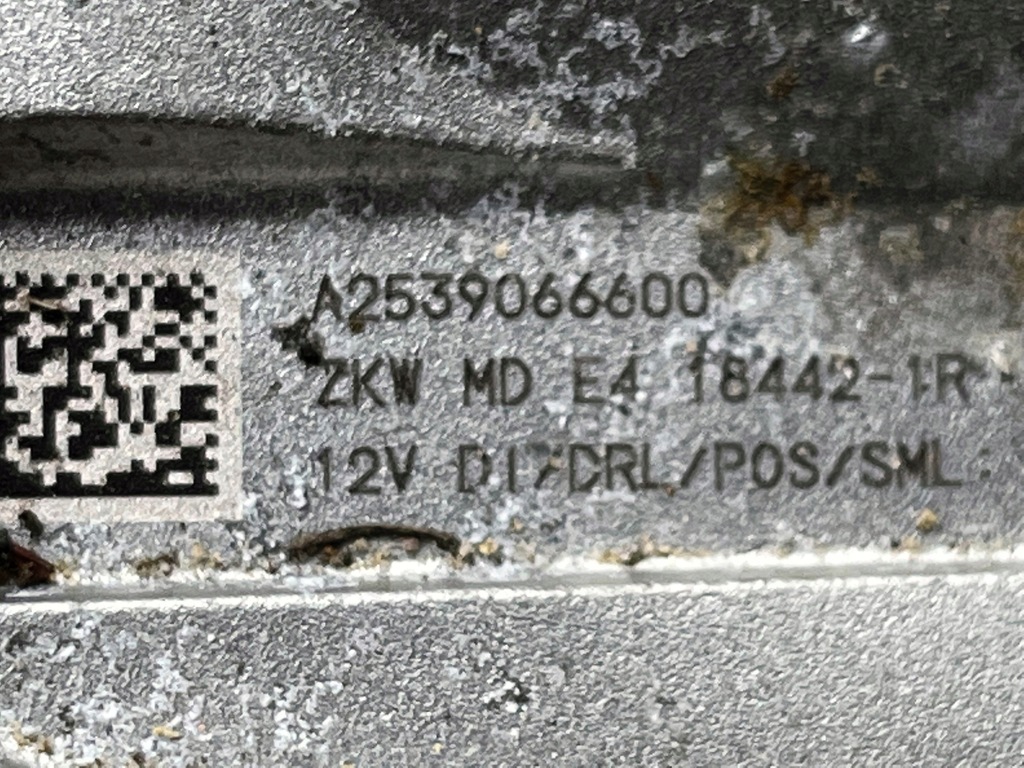 A2539066600
ZKW MD E4 18442-1R
12V DI/DRL/POS/SML